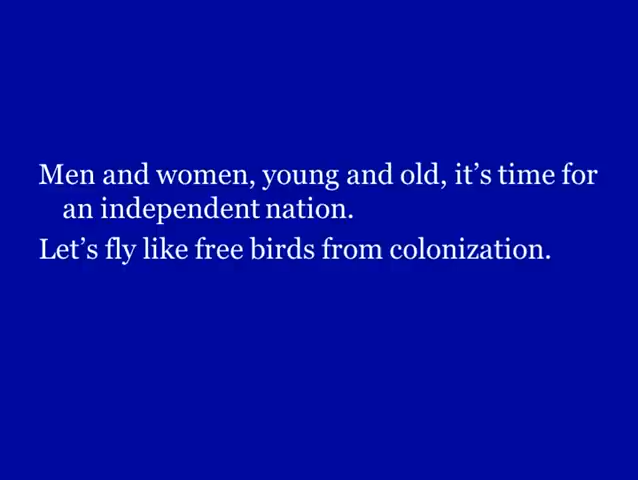 Men and women, young and old, it’s time for
an independent nation.
Let’s fly like free birds from colonization.